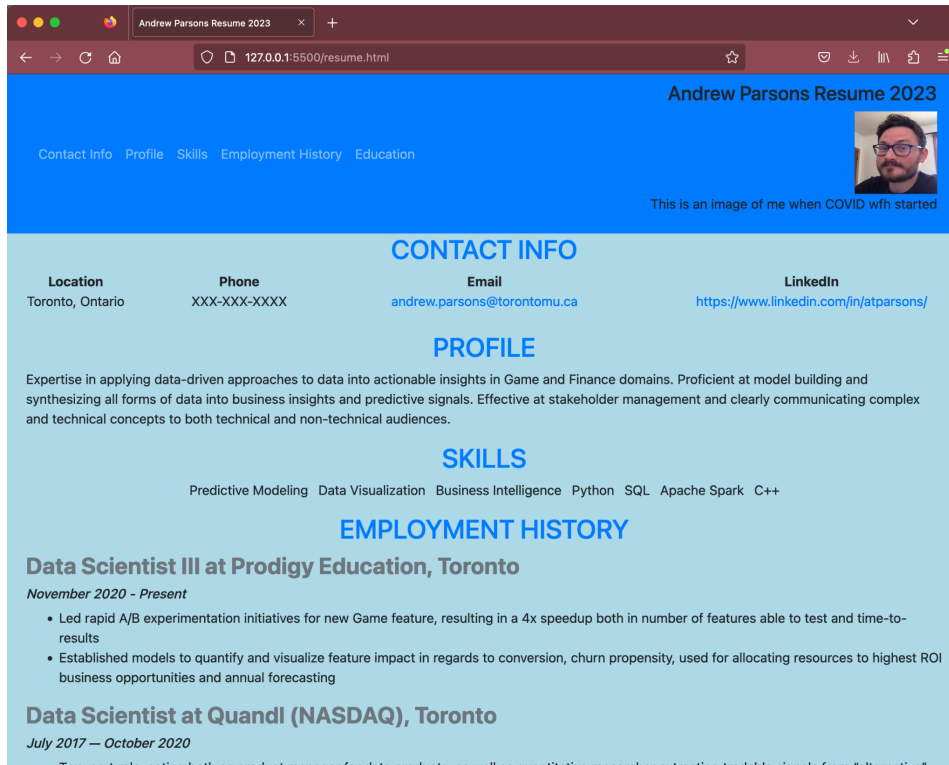 Andrew Parsons Resume 2023
127.0.0.1:5500/resume.html
Andrew Parsons Resume 2023
Contact Info Profile Skills Employment History Education
This is an image of me when COVID wfh started
CONTACT INFO
Location Phone Email LinkedIn
Toronto, Ontario XXX-XXX-XXXX andrew.parsons@torontomu.ca https://www.linkedin.com/in/atparsons/
PROFILE
Expertise in applying data-driven approaches to data into actionable insights in Game and Finance domains. Proficient at model building and
synthesizing all forms of data into business insights and predictive signals. Effective at stakeholder management and clearly communicating complex
and technical concepts to both technical and non-technical audiences.
SKILLS
Predictive Modeling Data Visualization Business Intelligence Python SQL Apache Spark C++
EMPLOYMENT HISTORY
Data Scientist III at Prodigy Education, Toronto
November 2020 - Present
• Led rapid A/B experimentation initiatives for new Game feature, resulting in a 4x speedup both in number of features able to test and time-to-
results
• Established models to quantify and visualize feature impact in regards to conversion, churn propensity, used for allocating resources to highest ROI
business opportunities and annual forecasting
Data Scientist at Quandl (NASDAQ), Toronto
July 2017 — October 2020